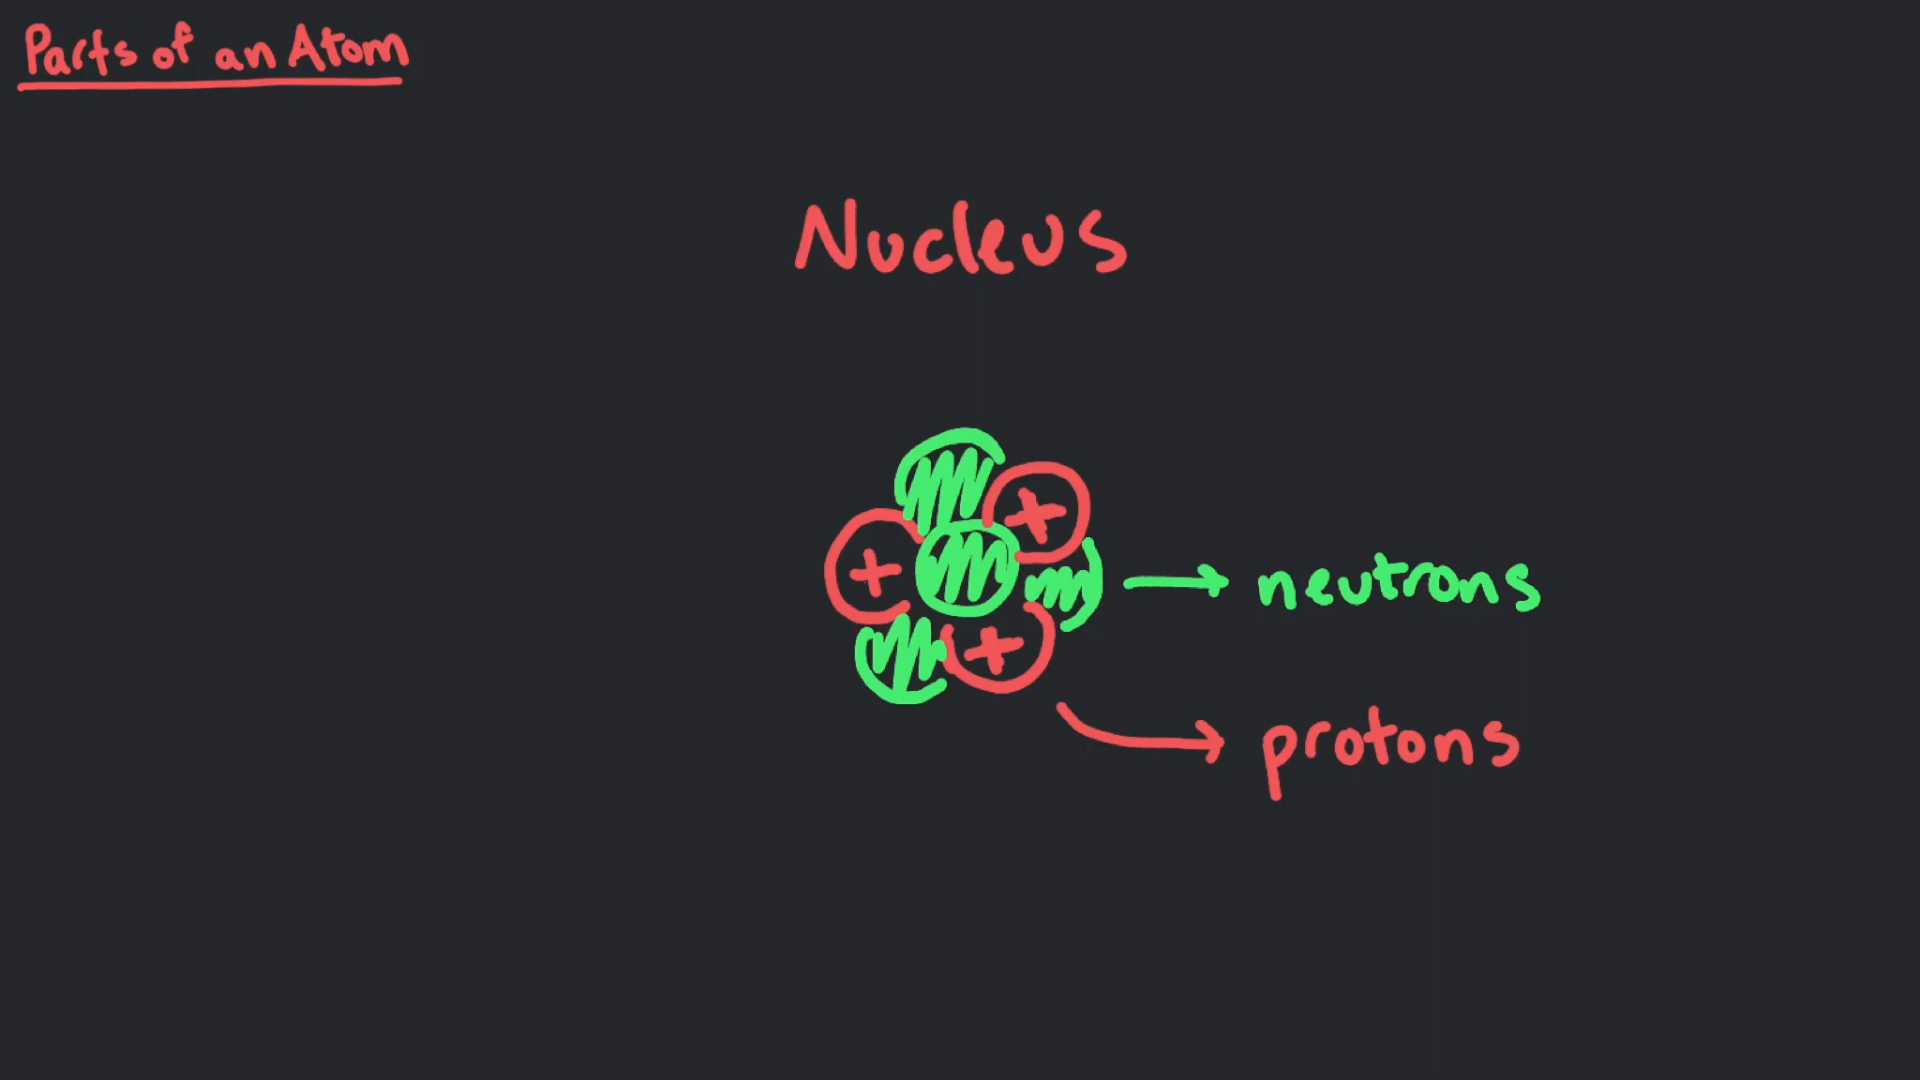 Parts of an Atom
Nucleus
+
+
+
→ neutrons
→ protons